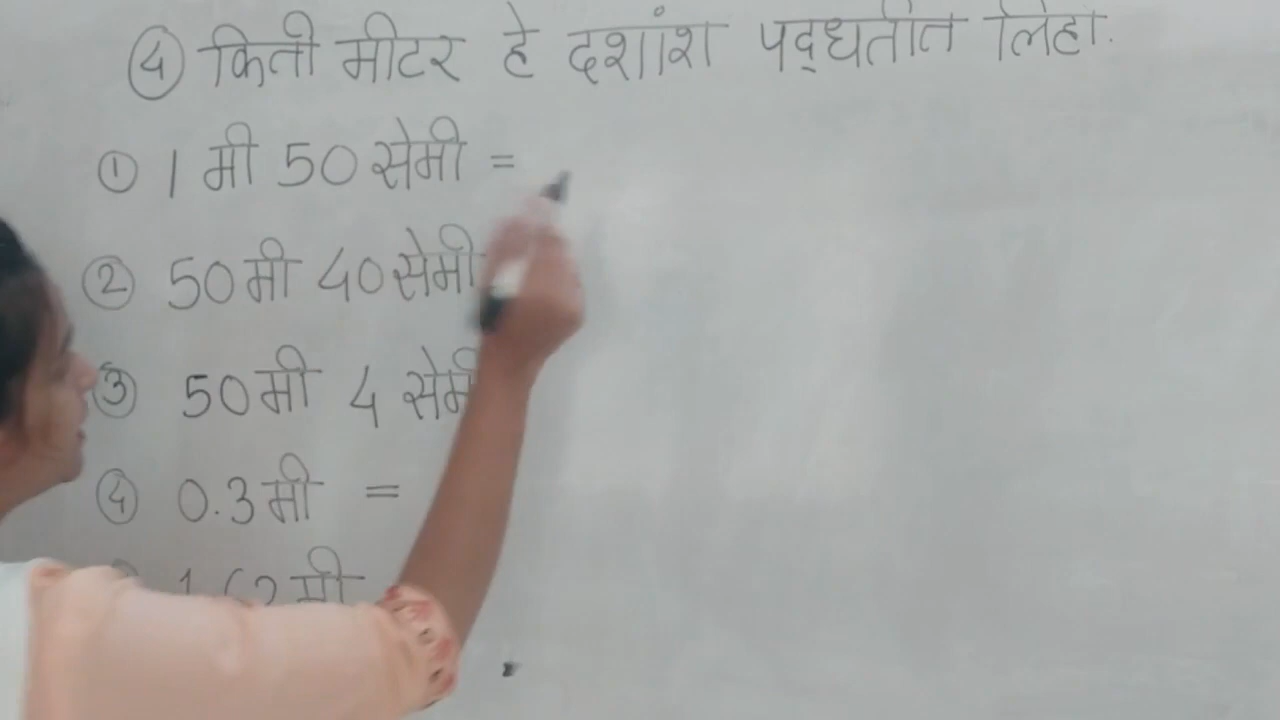 ④ किती मीटर हे दशांश पद्धतीत लिहा.
① 1 मी 50 सेमी =
② 50 मी 40 सेमी
③ 50 मी 4 सेमी
④ 0.3 मी =
मी